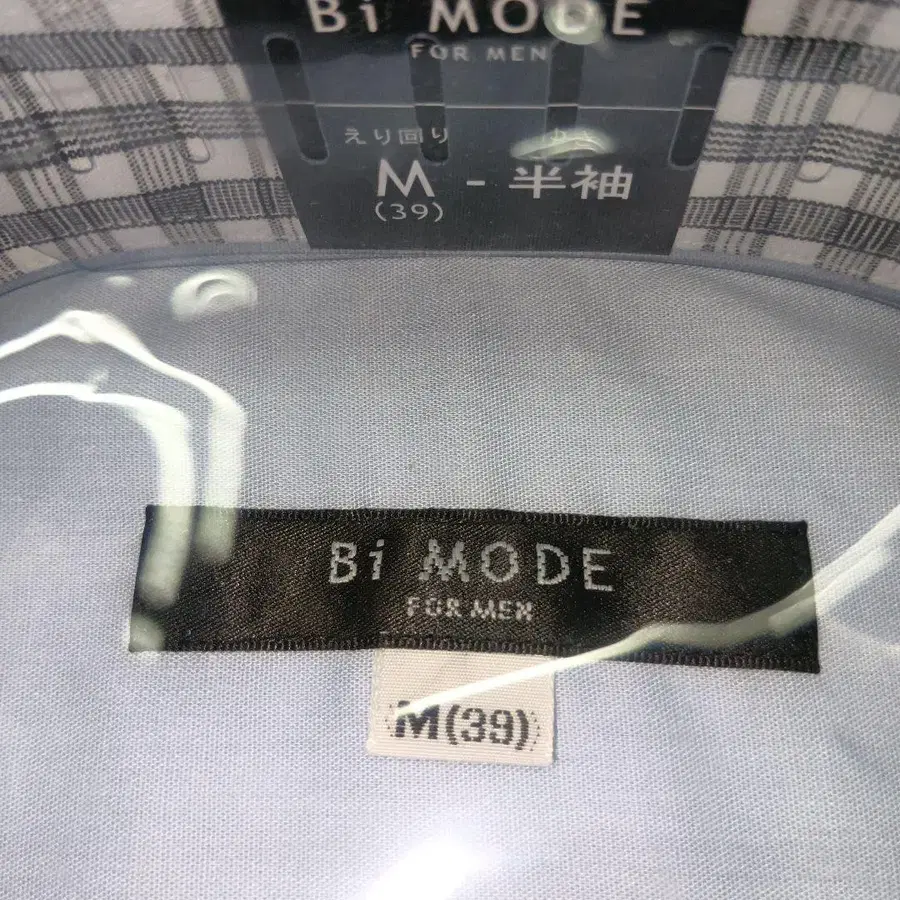 Bi MODE
FOR MEN
えり回り
M - 半袖
(39)
Bi MODE
FOR MEN
M(39)